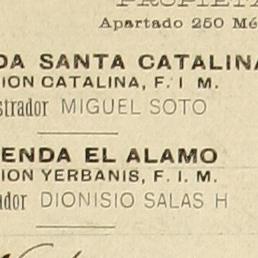 Apartado 250 Mé
DA SANTA CATALINA
ION CATALINA, F. I M.
strador MIGUEL SOTO
ENDA EL ALAMO
ION YERBANIS, F. I. M.
ador DIONISIO SALAS H